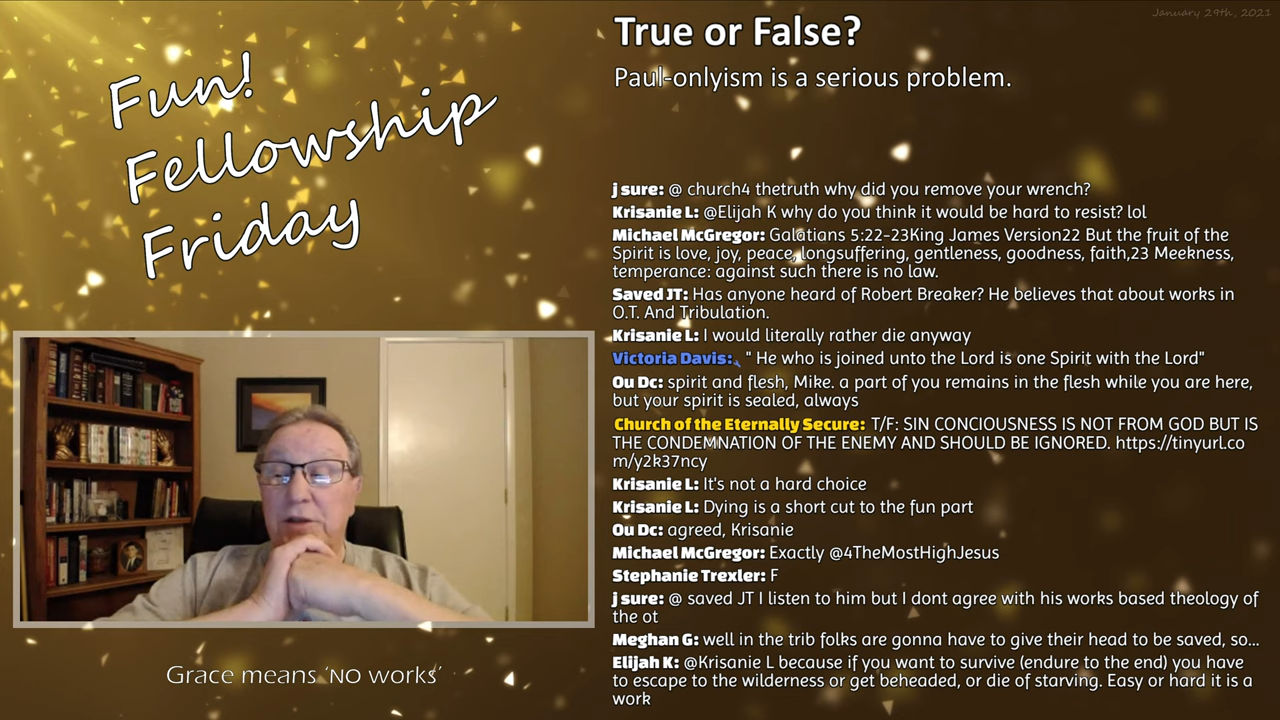 January 29th, 2021
True or False?
Paul-onlyism is a serious problem.
Fun!
Fellowship
Friday
j sure: @ church4 thetruth why did you remove your wrench?
Krisanie L: @Elijah K why do you think it would be hard to resist? lol
Michael McGregor: Galatians 5:22-23King James Version22 But the fruit of the
Spirit is love, joy, peace, longsuffering, gentleness, goodness, faith,23 Meekness,
temperance: against such there is no law.
Saved JT: Has anyone heard of Robert Breaker? He believes that about works in
O.T. And Tribulation.
Krisanie L: I would literally rather die anyway
Victoria Davis: " He who is joined unto the Lord is one Spirit with the Lord"
Ou Dc: spirit and flesh, Mike. a part of you remains in the flesh while you are here,
but your spirit is sealed, always
Church of the Eternally Secure: T/F: SIN CONCIOUSNESS IS NOT FROM GOD BUT IS
THE CONDEMNATION OF THE ENEMY AND SHOULD BE IGNORED. https://tinyurl.co
m/y2k37ncy
Krisanie L: It's not a hard choice
Krisanie L: Dying is a short cut to the fun part
Ou Dc: agreed, Krisanie
Michael McGregor: Exactly @4TheMostHighJesus
Stephanie Trexler: F
j sure: @ saved JT I listen to him but I dont agree with his works based theology of
the ot
Meghan G: well in the trib folks are gonna have to give their head to be saved, so...
Elijah K: @Krisanie L because if you want to survive (endure to the end) you have
to escape to the wilderness or get beheaded, or die of starving. Easy or hard it is a
work
Grace means ‘NO works’